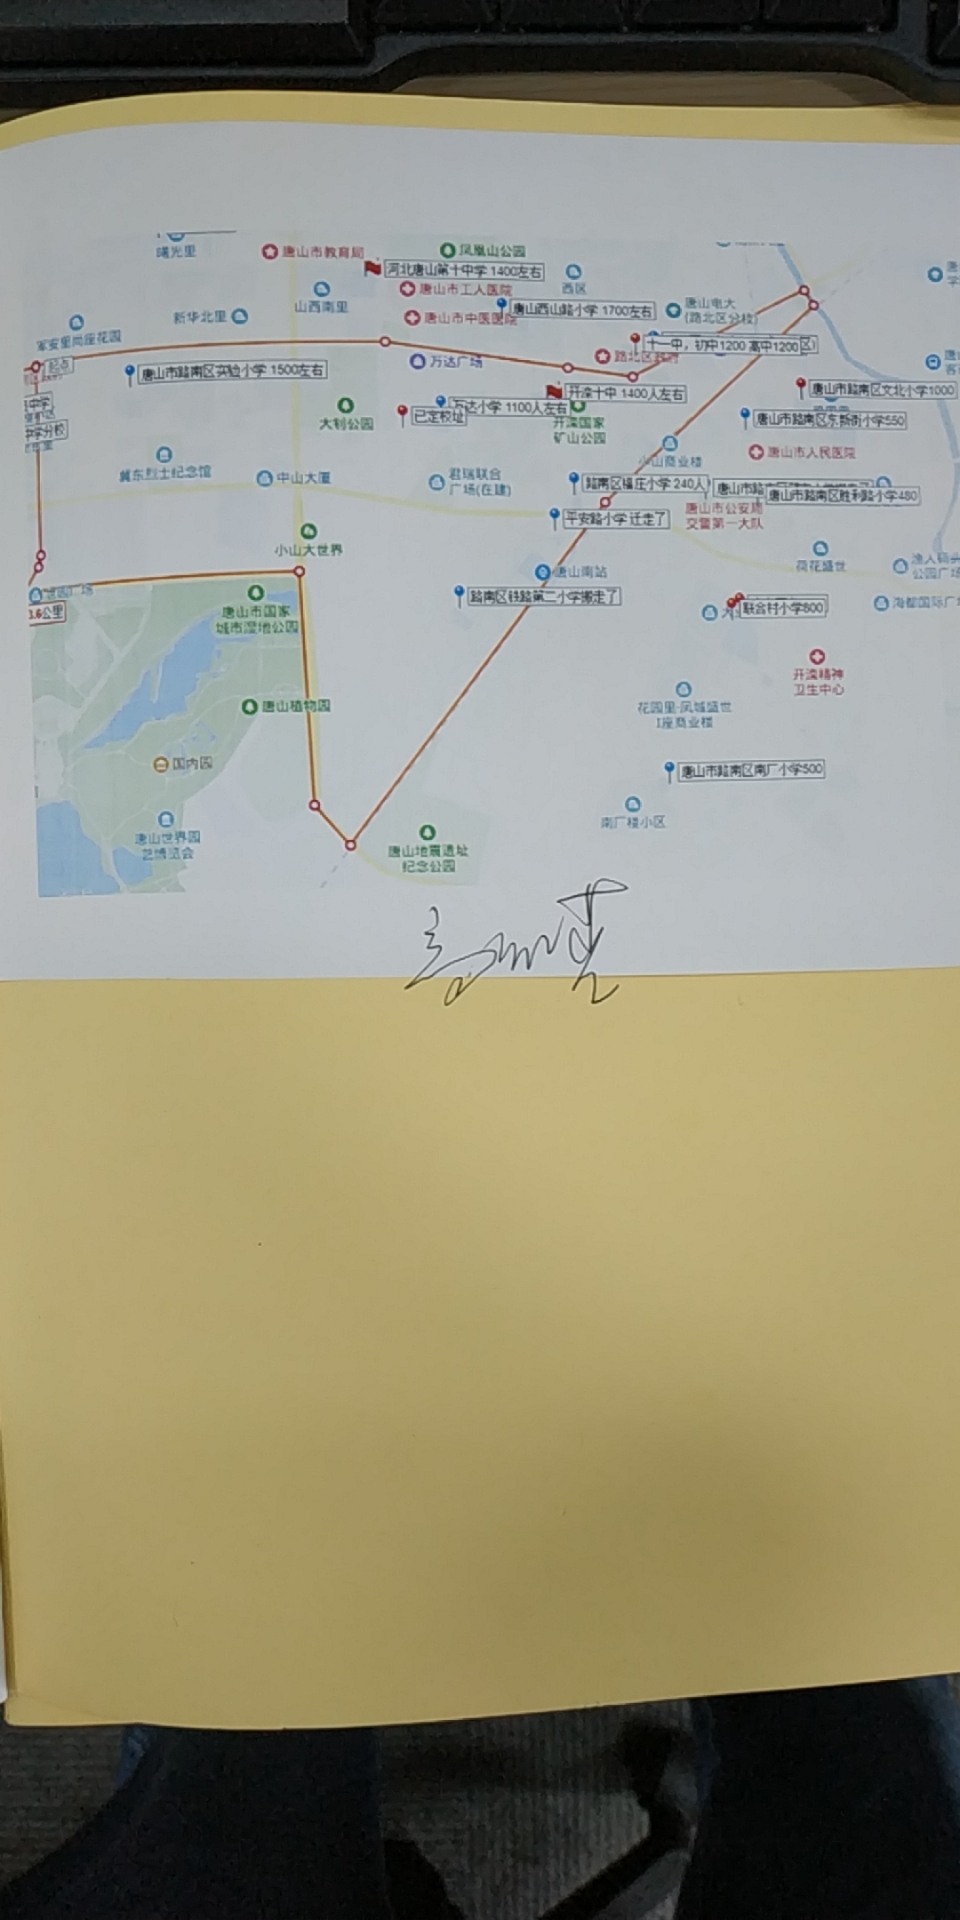 曙光里
唐山市教育局
凤凰山公园
河北唐山第十中学 1400左右
西区
山西南里
唐山市工人医院
唐山西山路小学 1700左右
唐山电大
(路北区分校)
新华北里
唐山市中医医院
军安里尚座花园
十一中，初中1200 高中1200
区)
万达广场
路北区政府
起点
唐山市路南区实验小学 1500左右
开滦十中 1400人左右
唐山市路南区文北小学1000
万达小学 1100人左右
已定校址
大钊公园
开滦国家
矿山公园
唐山市路南区东新街小学550
中学
中学分校
小山商业楼
唐山市人民医院
冀东烈士纪念馆
中山大厦
君瑞联合
广场(在建)
唐山市路南区胜利路小学480
平安路小学 迁走了
唐山市公安局
交警第一大队
小山大世界
荷花盛世
渔人码头
公园广场
唐山南站
3.6公里
唐山市国家
城市湿地公园
路南区铁路第二小学搬走了
联合村小学800
海都国际广
开滦精神
卫生中心
唐山植物园
花园里·凤城盛世
1座商业楼
国内园
唐山市路南区南厂小学500
南厂楼小区
唐山世界园
艺博览会
唐山地震遗址
纪念公园